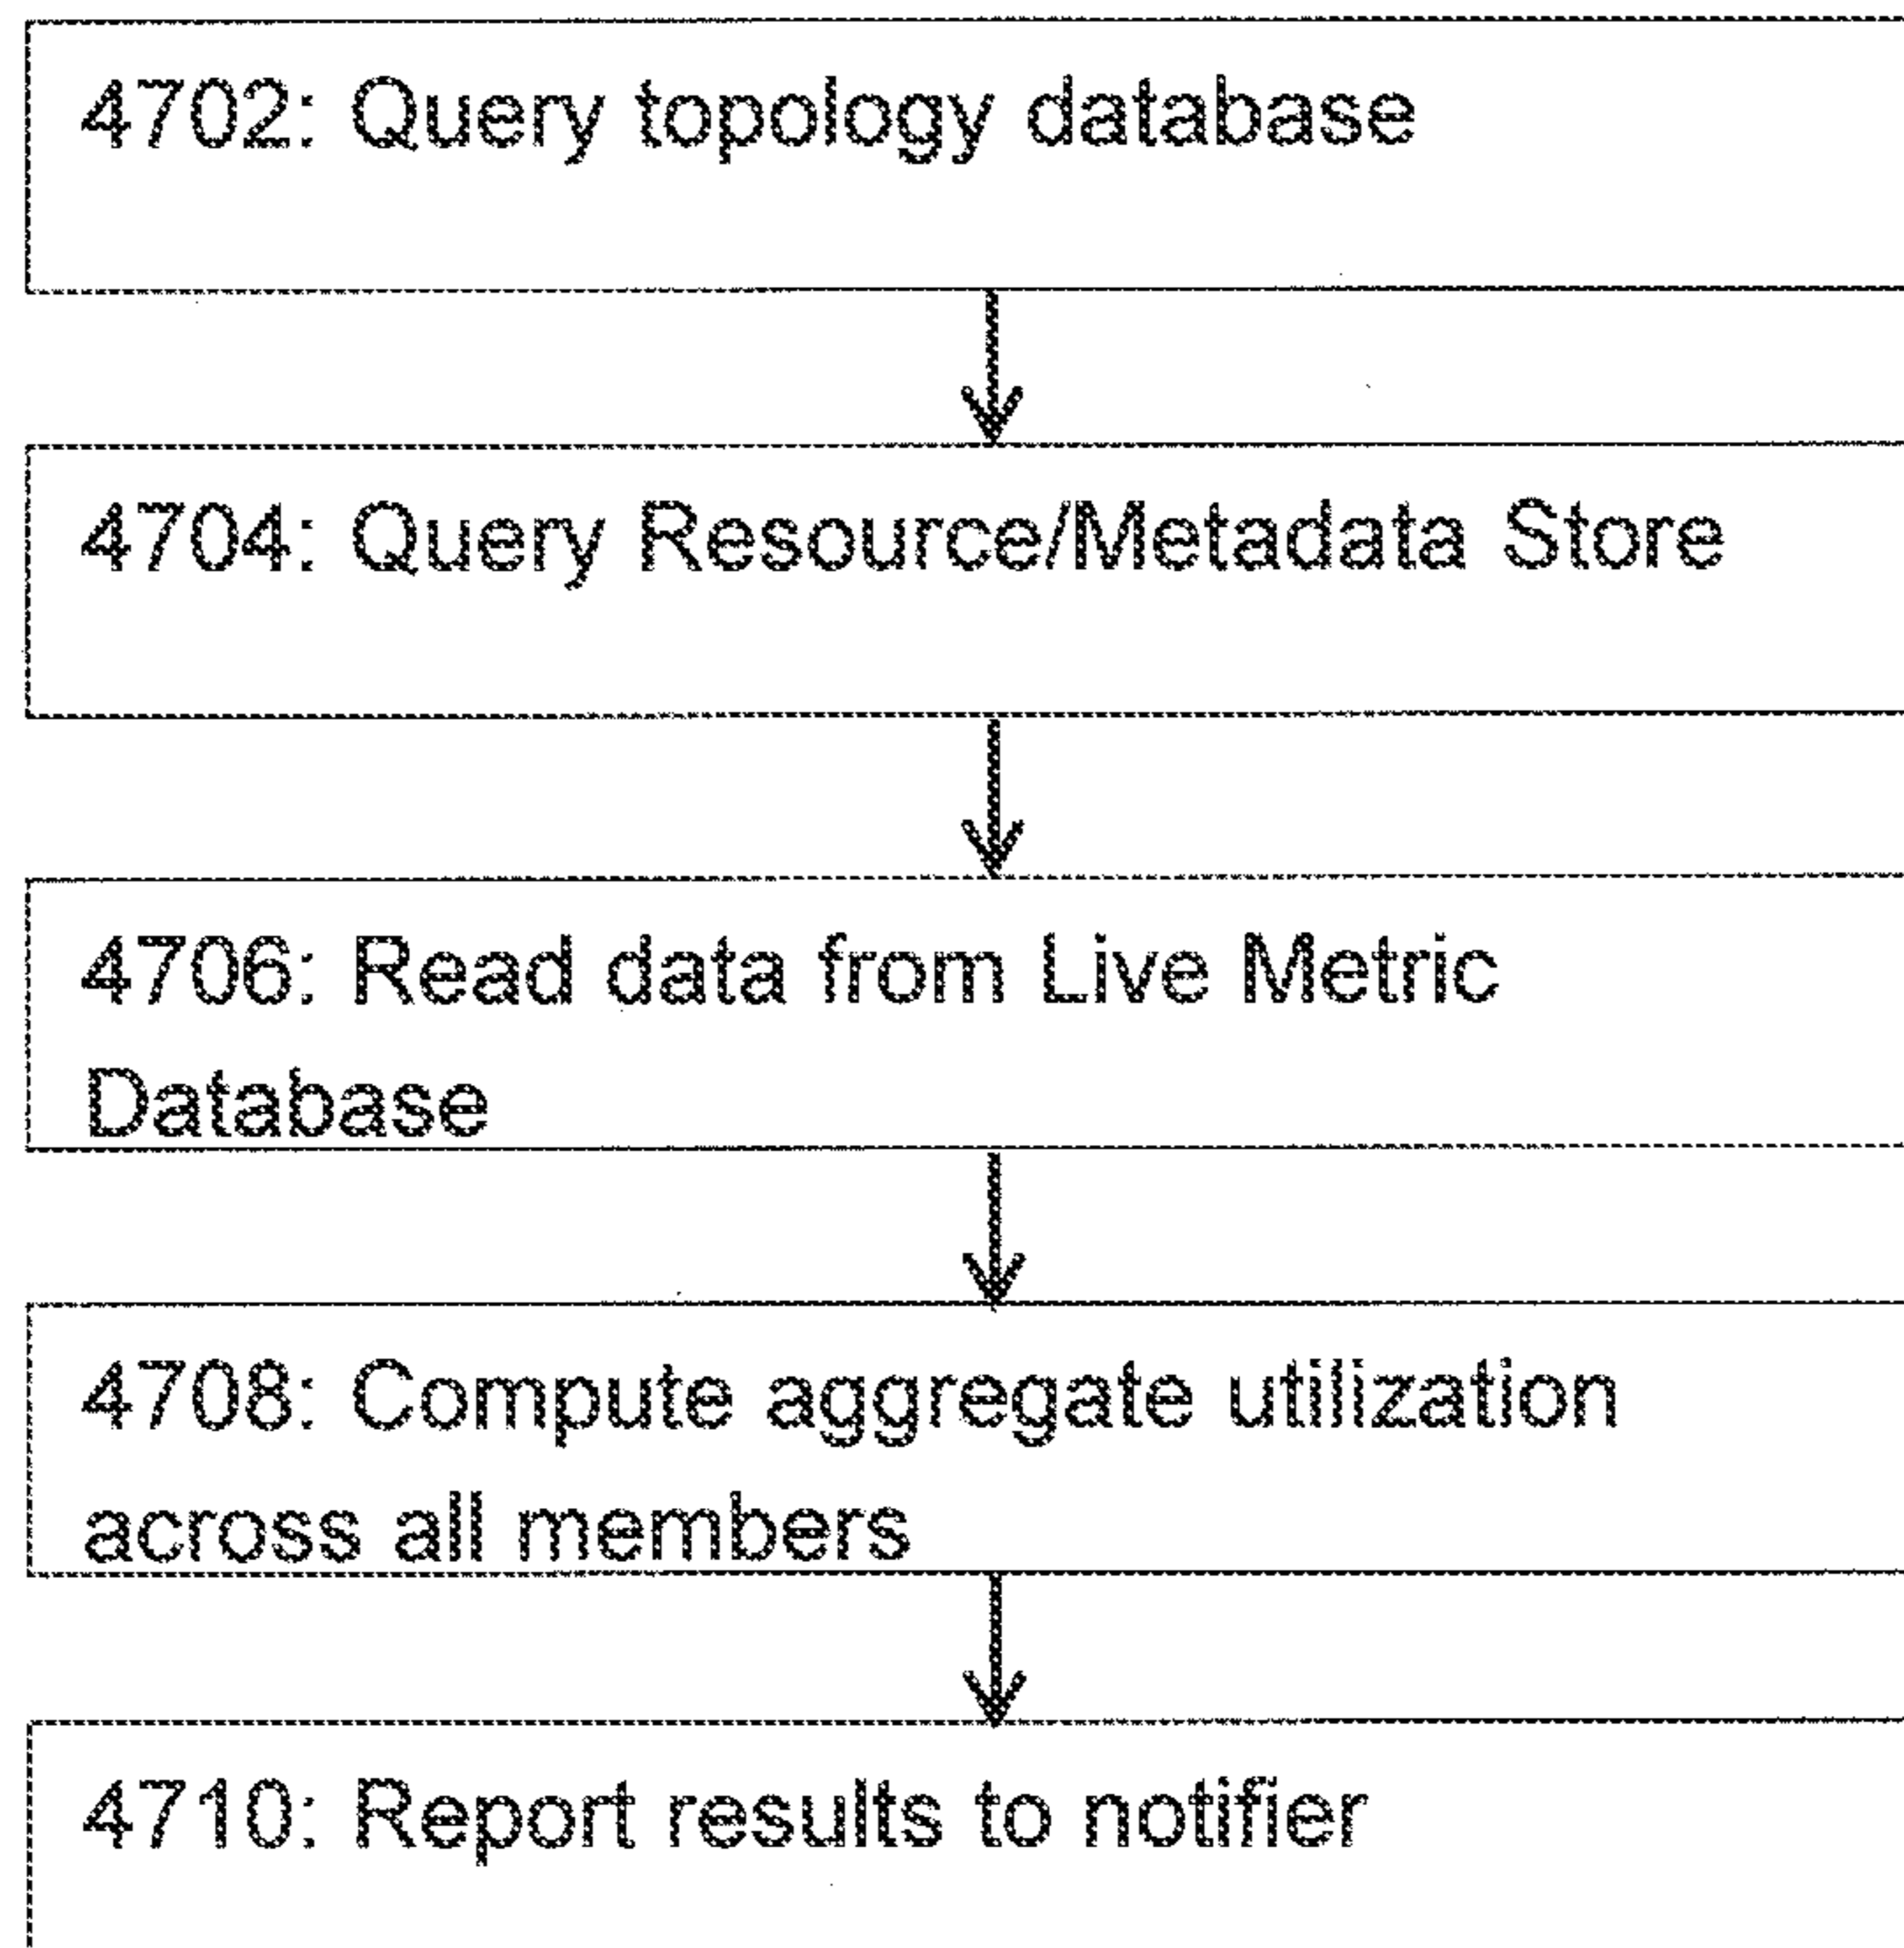 4702: Query topology database
4704: Query Resource/Metadata Store
4706: Read data from Live Metric
Database
4708: Compute aggregate utilization
across all members
4710: Report results to notifier